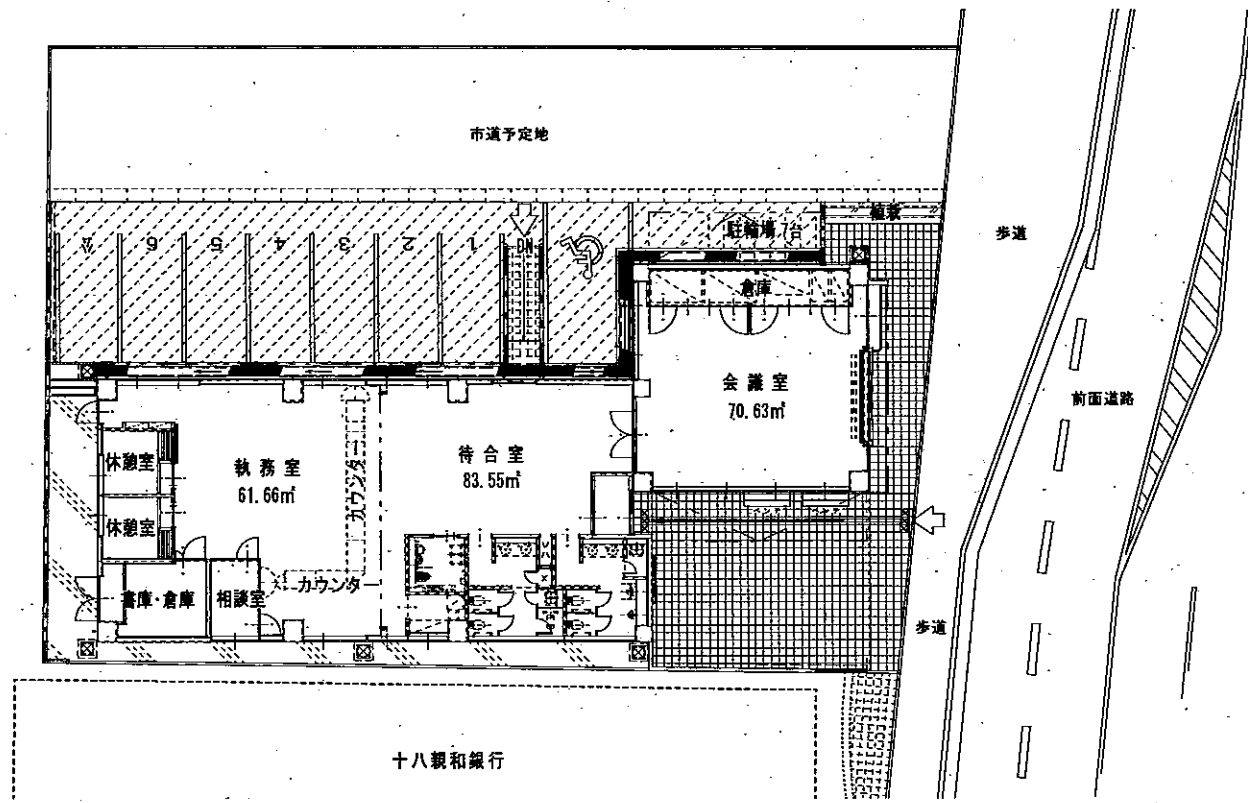 市道予定地
植栽
駐輪場 7台
6
5
4
3
2
1
DN
歩道
倉庫
会議室
70.63㎡
前面道路
休憩室
執務室
61.66㎡
カウンター
待合室
83.55㎡
休憩室
書庫・倉庫
相談室
カウンター
歩道
十八親和銀行